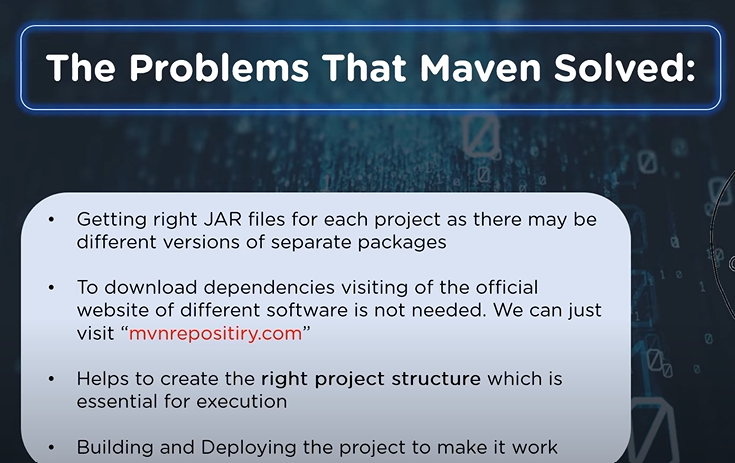 The Problems That Maven Solved:
• Getting right JAR files for each project as there may be
different versions of separate packages
• To download dependencies visiting of the official
website of different software is not needed. We can just
visit “mvnrepositiry.com”
• Helps to create the right project structure which is
essential for execution
• Building and Deploying the project to make it work